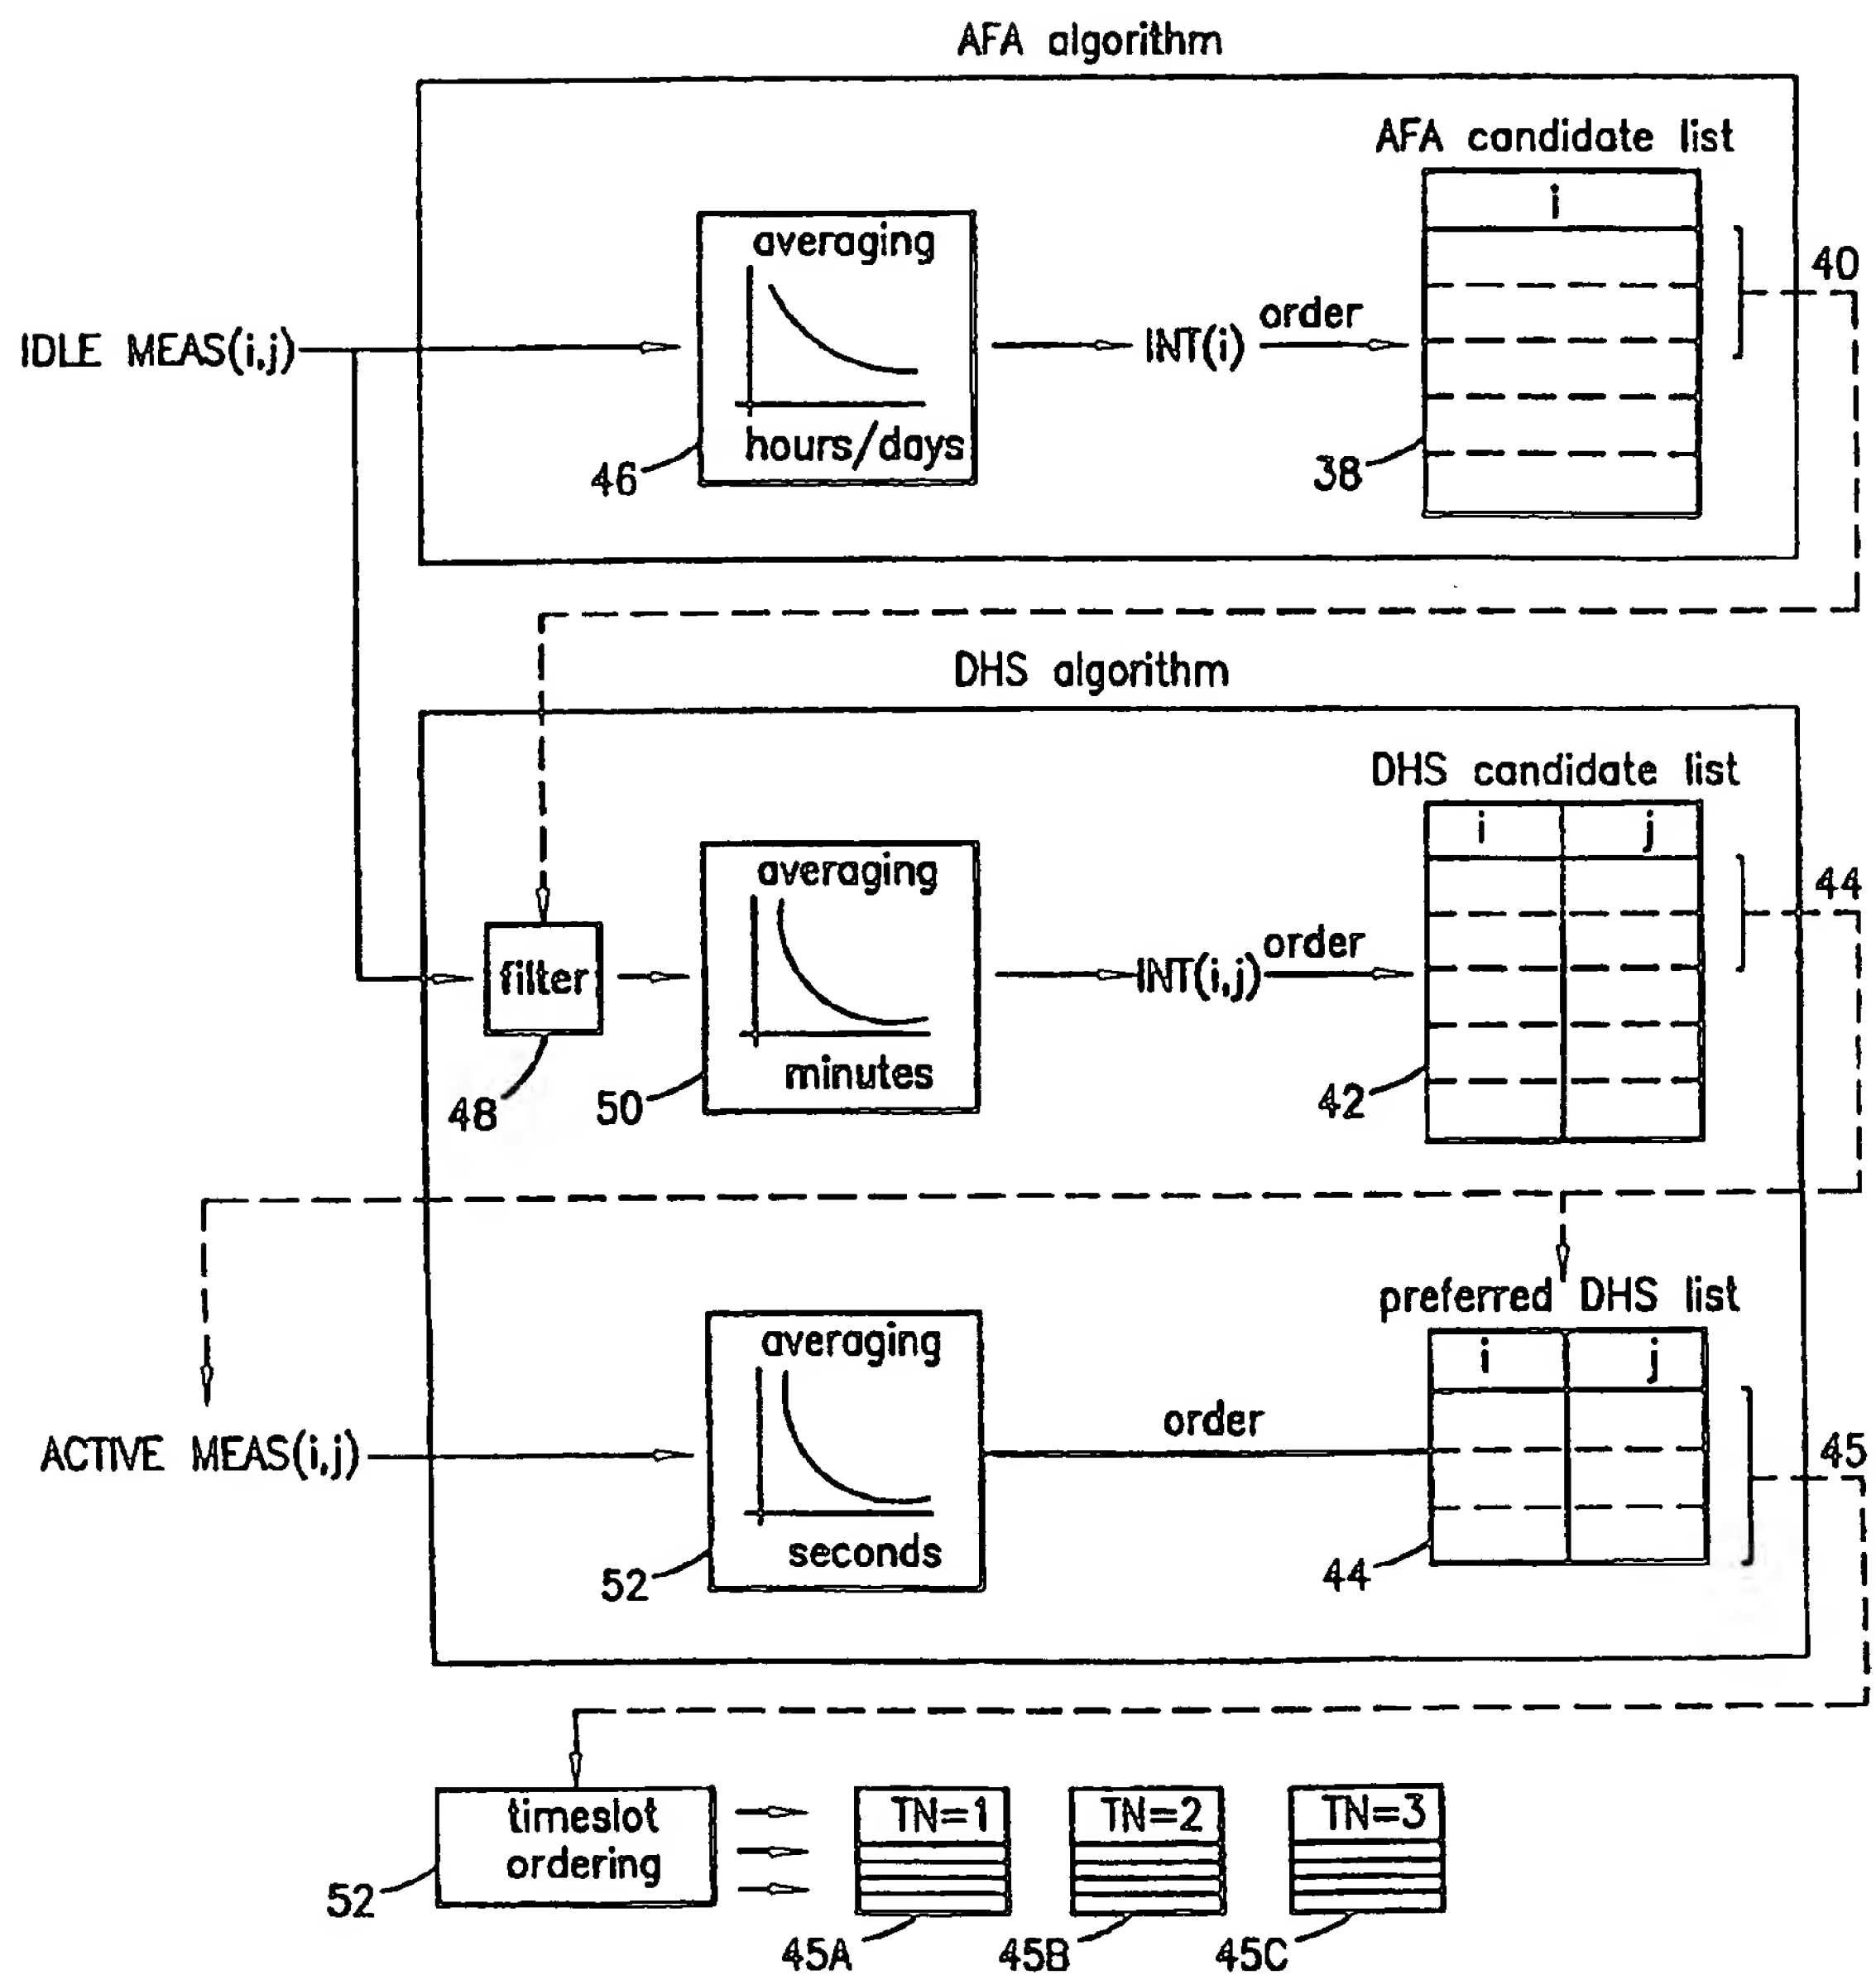 AFA algorithm
AFA candidate list
i
averaging
40
IDLE MEAS(i,j)
INT(i)
order
hours/days
46
38
DHS algorithm
DHS candidate list
i j
averaging
44
filter
INT(i,j)
order
minutes
48
50
42
preferred DHS list
averaging
i j
order
ACTIVE MEAS(i,j)
45
seconds
52
44
timeslot
ordering
TN=1
TN=2
TN=3
52
45A
45B
45C